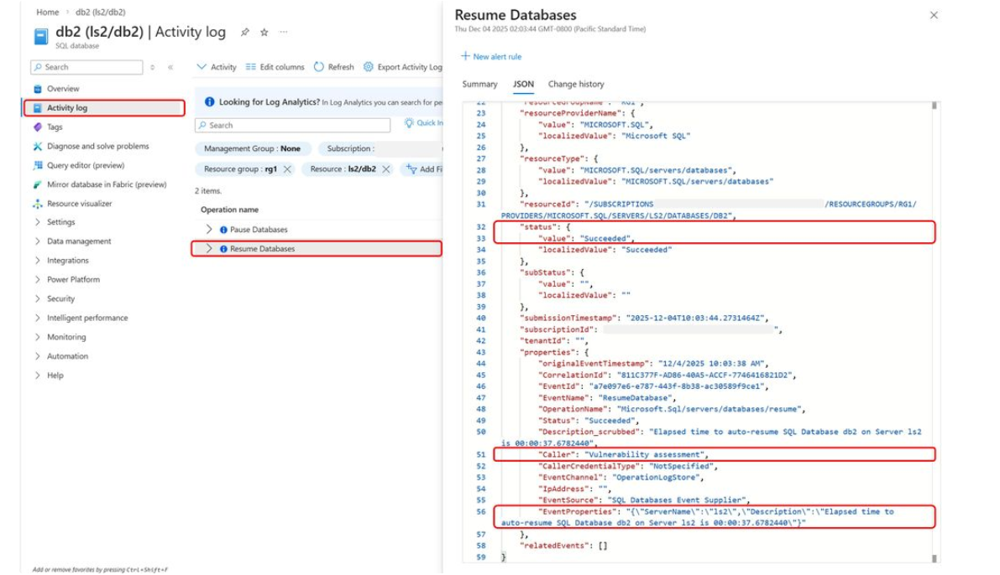 Home > db2 (ls2/db2)
db2 (ls2/db2) | Activity log
SQL database
Search
Overview
Activity log
Tags
Diagnose and solve problems
Query editor (preview)
Mirror database in Fabric (preview)
Resource visualizer
Settings
Data management
Integrations
Power Platform
Security
Intelligent performance
Monitoring
Automation
Help
Add or remove favorites by pressing Ctrl+Shift+F
Activity Edit columns Refresh Export Activity Log
Looking for Log Analytics? In Log Analytics you can search for pe
Search
Quick In
Management Group : None Subscription :
Resource group : rg1 Resource : ls2/db2 Add Fi
2 items.
Operation name
Pause Databases
Resume Databases
Resume Databases
Thu Dec 04 2025 02:03:44 GMT-0800 (Pacific Standard Time)
New alert rule
Summary JSON Change history
22 "resourceGroupName": "RG1",
23 "resourceProviderName": {
24 "value": "MICROSOFT.SQL",
25 "localizedValue": "Microsoft SQL"
26 },
27 "resourceType": {
28 "value": "MICROSOFT.SQL/servers/databases",
29 "localizedValue": "MICROSOFT.SQL/servers/databases"
30 },
31 "resourceId": "/SUBSCRIPTIONS /RESOURCEGROUPS/RG1/
PROVIDERS/MICROSOFT.SQL/SERVERS/LS2/DATABASES/DB2",
32 "status": {
33 "value": "Succeeded",
34 "localizedValue": "Succeeded"
35 },
36 "subStatus": {
37 "value": "",
38 "localizedValue": ""
39 },
40 "submissionTimestamp": "2025-12-04T10:03:44.2731464Z",
41 "subscriptionId": ",
42 "tenantId": "",
43 "properties": {
44 "originalEventTimestamp": "12/4/2025 10:03:38 AM",
45 "CorrelationId": "811C377F-AD86-40A5-ACCF-7746416821D2",
46 "EventId": "a7e097e6-e787-443f-8b38-ac30589f9ce1",
47 "EventName": "ResumeDatabase",
48 "OperationName": "Microsoft.Sql/servers/databases/resume",
49 "Status": "Succeeded",
50 "Description_scrubbed": "Elapsed time to auto-resume SQL Database db2 on Server ls2
is 00:00:37.6782440",
51 "Caller": "Vulnerability assessment",
52 "CallerCredentialType": "NotSpecified",
53 "EventChannel": "OperationLogStore",
54 "IpAddress": "",
55 "EventSource": "SQL Databases Event Supplier",
56 "EventProperties": "{\"ServerName\":\"ls2\",\"Description\":\"Elapsed time to
auto-resume SQL Database db2 on Server ls2 is 00:00:37.6782440\"}"
57 },
58 "relatedEvents": []
59 }